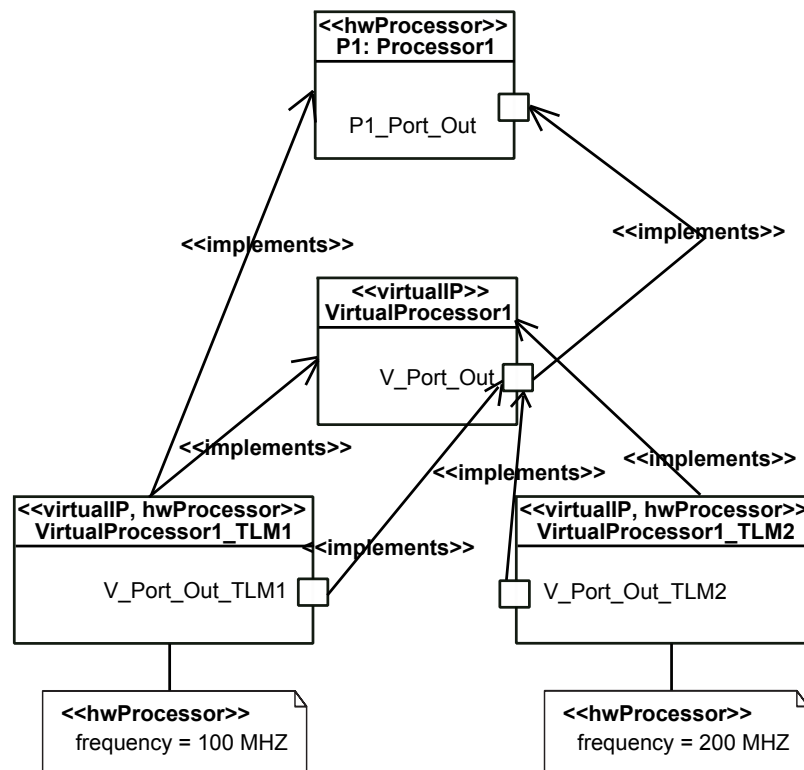 <<hwProcessor>>
P1: Processor1
P1_Port_Out
<<implements>>
<<implements>>
<<virtualIP>>
VirtualProcessor1
V_Port_Out
<<implements>>
<<implements>>
<<implements>>
<<virtualIP, hwProcessor>>
VirtualProcessor1_TLM1
<<virtualIP, hwProcessor>>
VirtualProcessor1_TLM2
<<implements>>
V_Port_Out_TLM1
V_Port_Out_TLM2
<<hwProcessor>>
frequency = 100 MHZ
<<hwProcessor>>
frequency = 200 MHZ